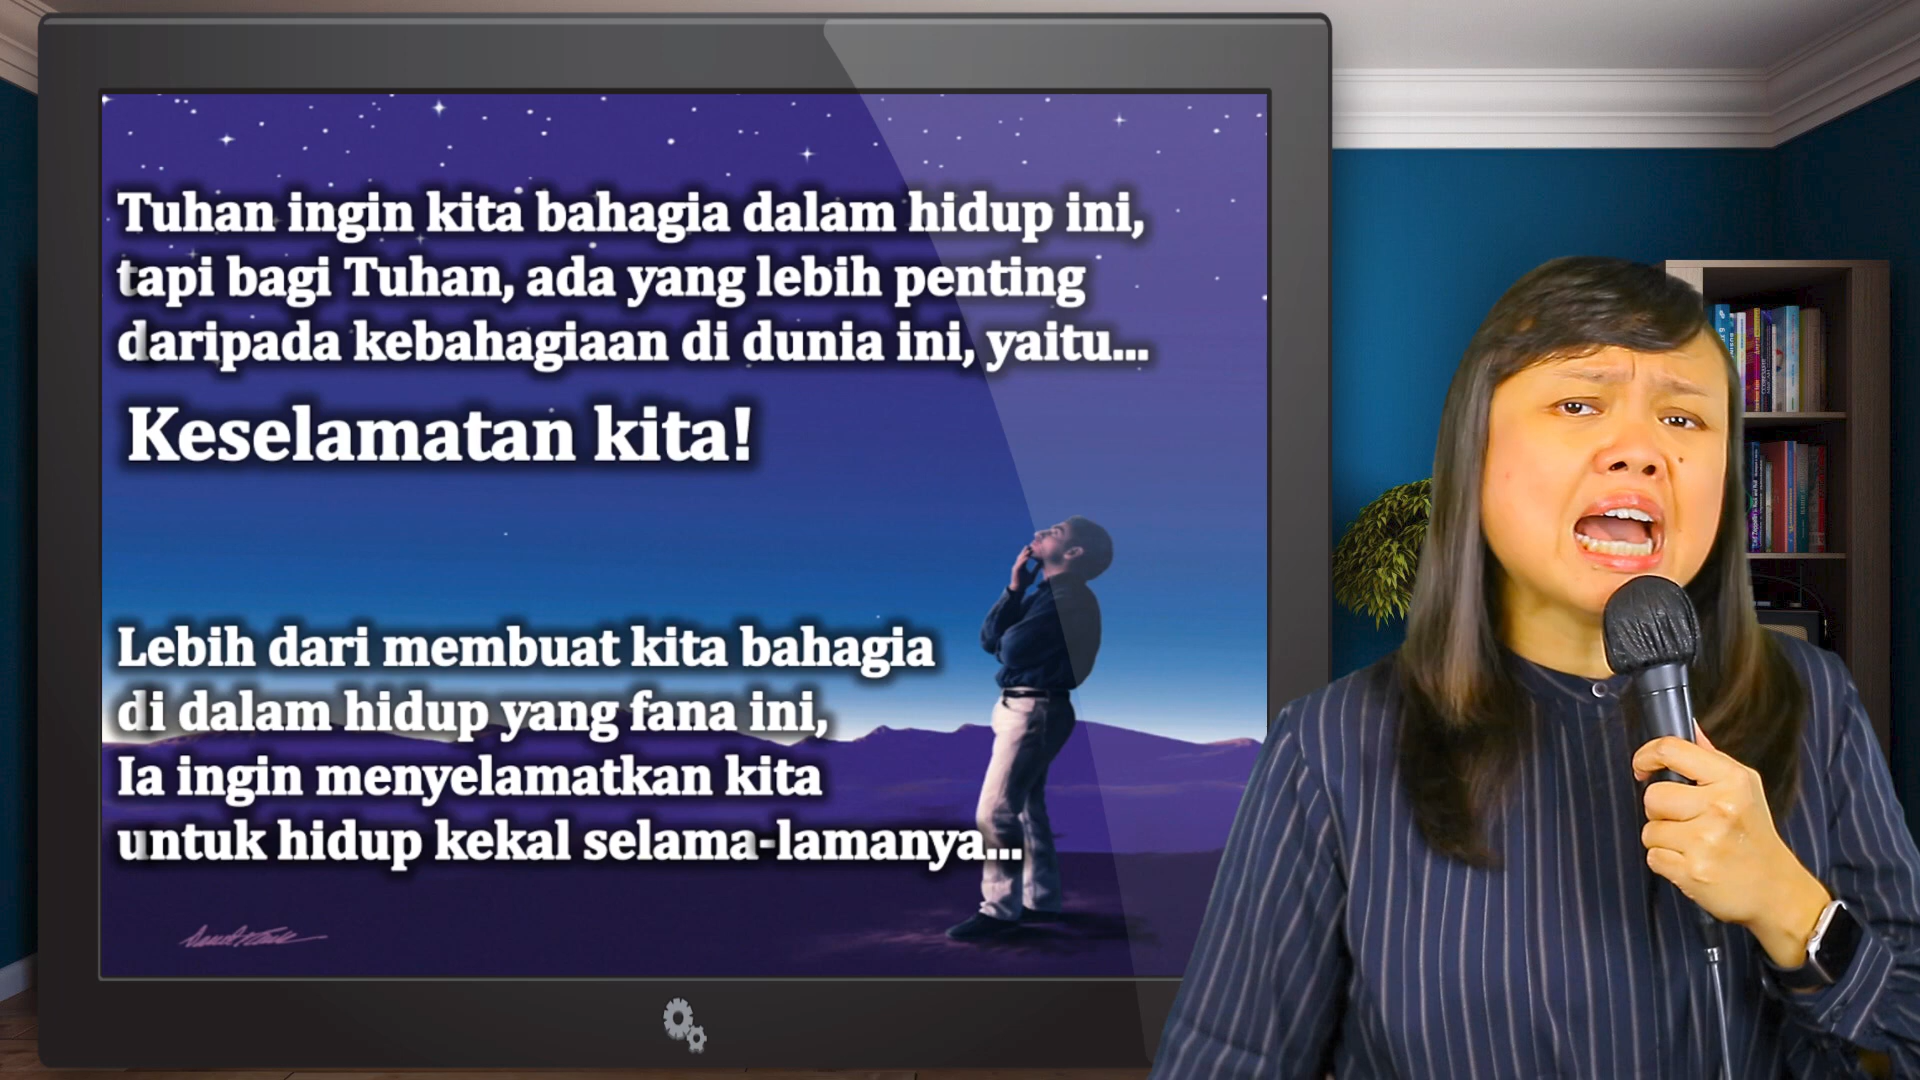 Tuhan ingin kita bahagia dalam hidup ini,
tapi bagi Tuhan, ada yang lebih penting
daripada kebahagiaan di dunia ini, yaitu...
Keselamatan kita!
Lebih dari membuat kita bahagia
di dalam hidup yang fana ini,
Ia ingin menyelamatkan kita
untuk hidup kekal selama-lamanya...